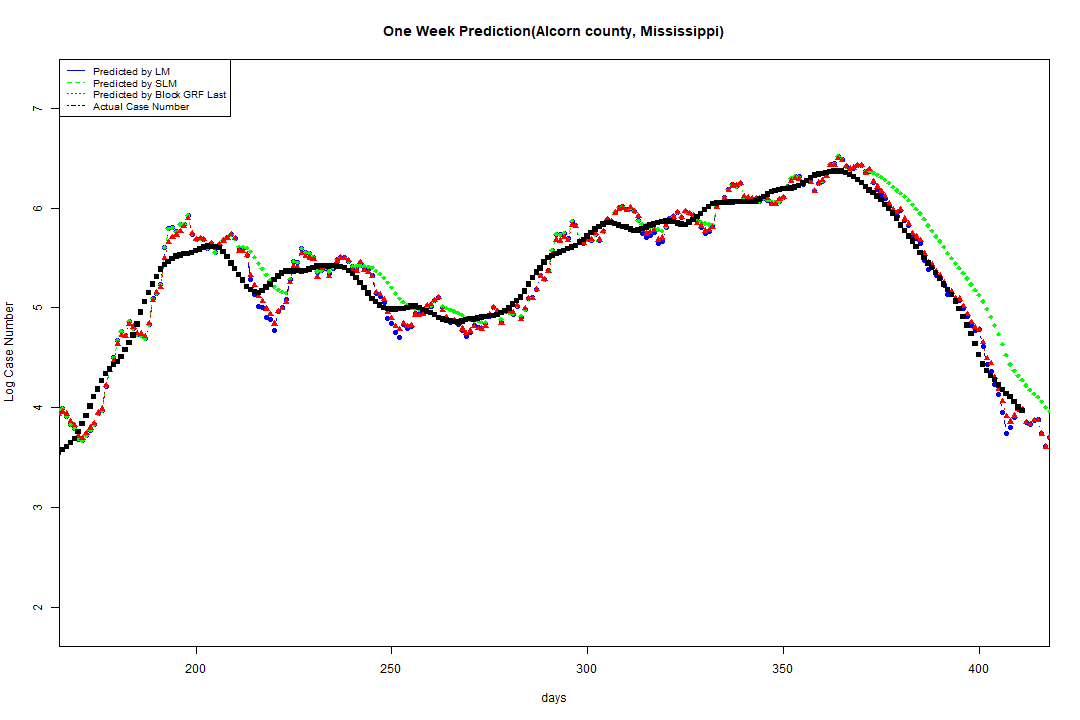 One Week Prediction(Alcorn county, Mississippi)
Predicted by LM
Predicted by SLM
Predicted by Block GRF Last
Actual Case Number
7
6
5
4
3
2
Log Case Number
200 250 300 350 400
days